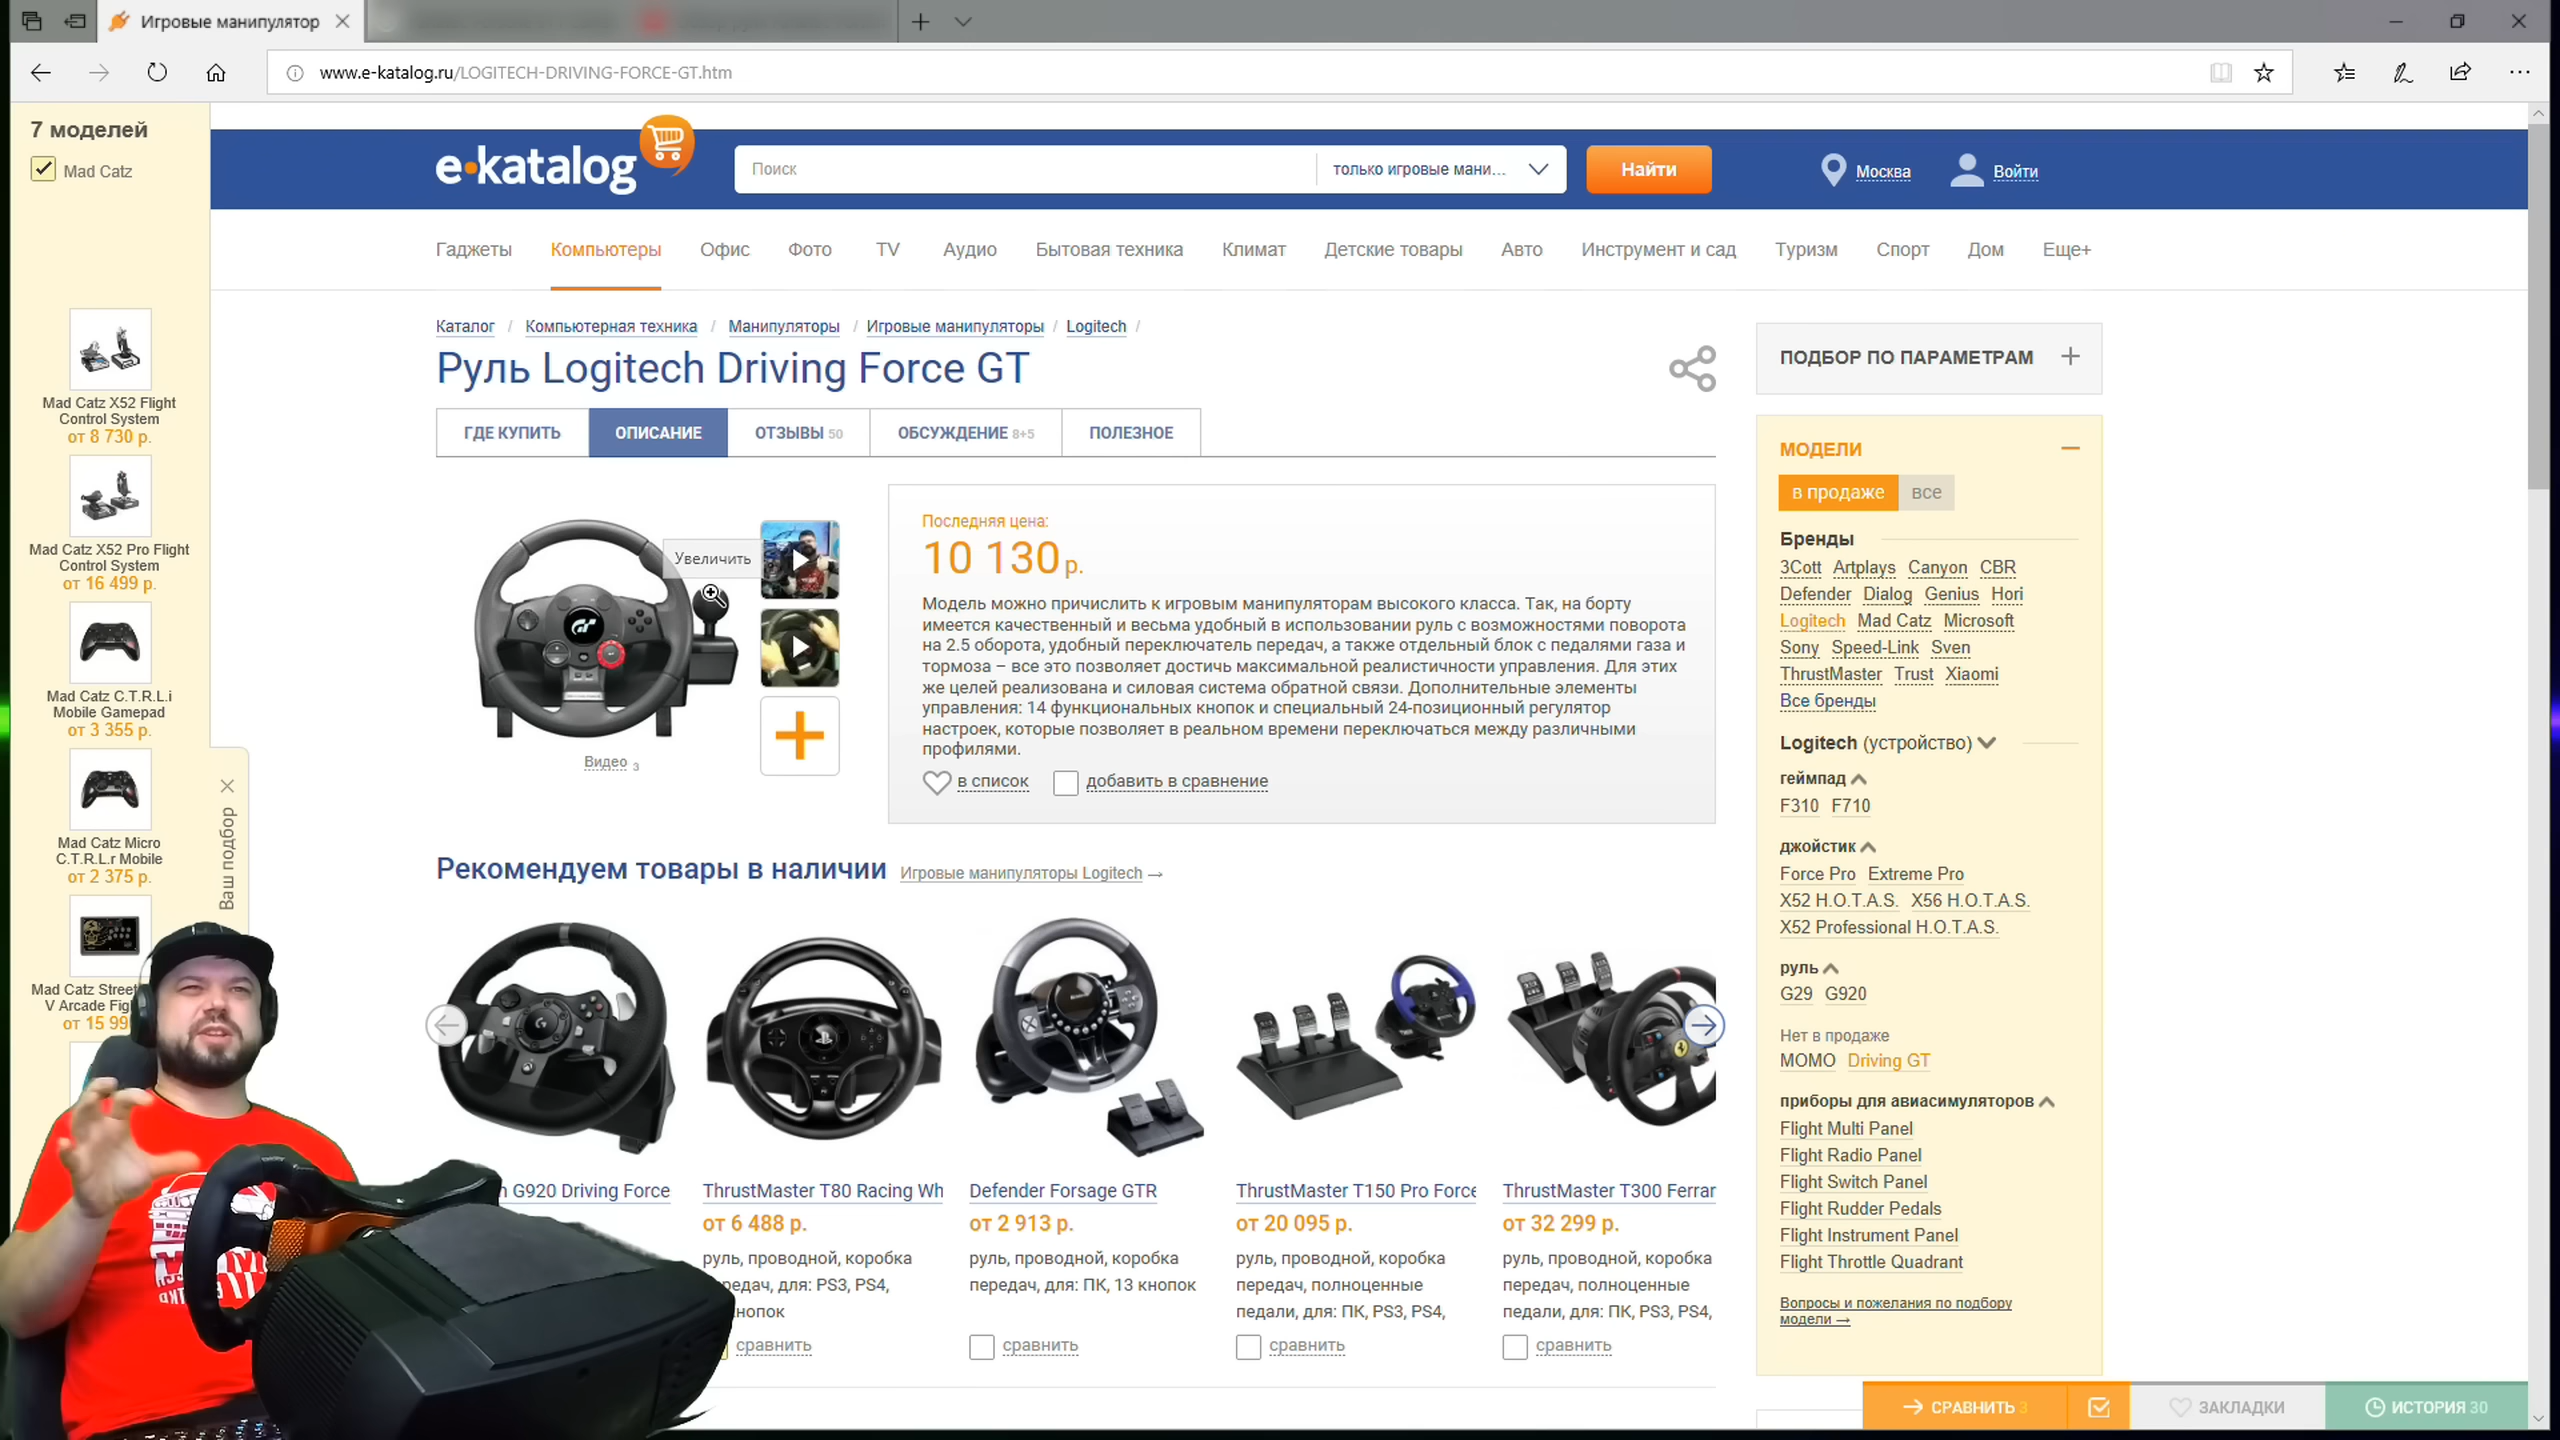 Игровые манипулятор
www.e-katalog.ru/LOGITECH-DRIVING-FORCE-GT.htm
7 моделей
Mad Catz
Mad Catz X52 Flight
Control System
от 8 730 р.
Mad Catz X52 Pro Flight
Control System
от 16 499 р.
Mad Catz C.T.R.L.i
Mobile Gamepad
от 3 355 р.
Mad Catz Micro
C.T.R.L.r Mobile
от 2 375 р.
Mad Catz Street
V Arcade
от 15
Ваш подбор
e-katalog
Поиск
только игровые мани...
Найти
Москва
Войти
Гаджеты Компьютеры Офис Фото TV Аудио Бытовая техника Климат Детские товары Авто Инструмент и сад Туризм Спорт Дом Еще+
Каталог / Компьютерная техника / Манипуляторы / Игровые манипуляторы / Logitech /
Руль Logitech Driving Force GT
ГДЕ КУПИТЬ ОПИСАНИЕ ОТЗЫВЫ 50 ОБСУЖДЕНИЕ 8+5 ПОЛЕЗНОЕ
Увеличить
Видео 3
Последняя цена:
10 130 р.
Модель можно причислить к игровым манипуляторам высокого класса. Так, на борту
имеется качественный и весьма удобный в использовании руль с возможностями поворота
на 2.5 оборота, удобный переключатель передач, а также отдельный блок с педалями газа и
тормоза – все это позволяет достичь максимальной реалистичности управления. Для этих
же целей реализована и силовая система обратной связи. Дополнительные элементы
управления: 14 функциональных кнопок и специальный 24-позиционный регулятор
настроек, которые позволяет в реальном времени переключаться между различными
профилями.
в список
добавить в сравнение
Рекомендуем товары в наличии Игровые манипуляторы Logitech →
G920 Driving Force
ThrustMaster T80 Racing Wh
от 6 488 р.
руль, проводной, коробка
передач, для: PS3, PS4,
кнопок
сравнить
Defender Forsage GTR
от 2 913 р.
руль, проводной, коробка
передач, для: ПК, 13 кнопок
сравнить
ThrustMaster T150 Pro Force
от 20 095 р.
руль, проводной, коробка
передач, полноценные
педали, для: ПК, PS3, PS4,
сравнить
ThrustMaster T300 Ferrar
от 32 299 р.
руль, проводной, коробка
передач, полноценные
педали, для: ПК, PS3, PS4,
сравнить
ПОДБОР ПО ПАРАМЕТРАМ +
МОДЕЛИ
в продаже все
Бренды
3Cott Artplays Canyon CBR
Defender Dialog Genius Hori
Logitech Mad Catz Microsoft
Sony Speed-Link Sven
ThrustMaster Trust Xiaomi
Все бренды
Logitech (устройство)
геймпад
F310 F710
джойстик
Force Pro Extreme Pro
X52 H.O.T.A.S. X56 H.O.T.A.S.
X52 Professional H.O.T.A.S.
руль
G29 G920
Нет в продаже
MOMO Driving GT
приборы для авиасимуляторов
Flight Multi Panel
Flight Radio Panel
Flight Switch Panel
Flight Rudder Pedals
Flight Instrument Panel
Flight Throttle Quadrant
Вопросы и пожелания по подбору
модели →
СРАВНИТЬ 3
ЗАКЛАДКИ
ИСТОРИЯ 30